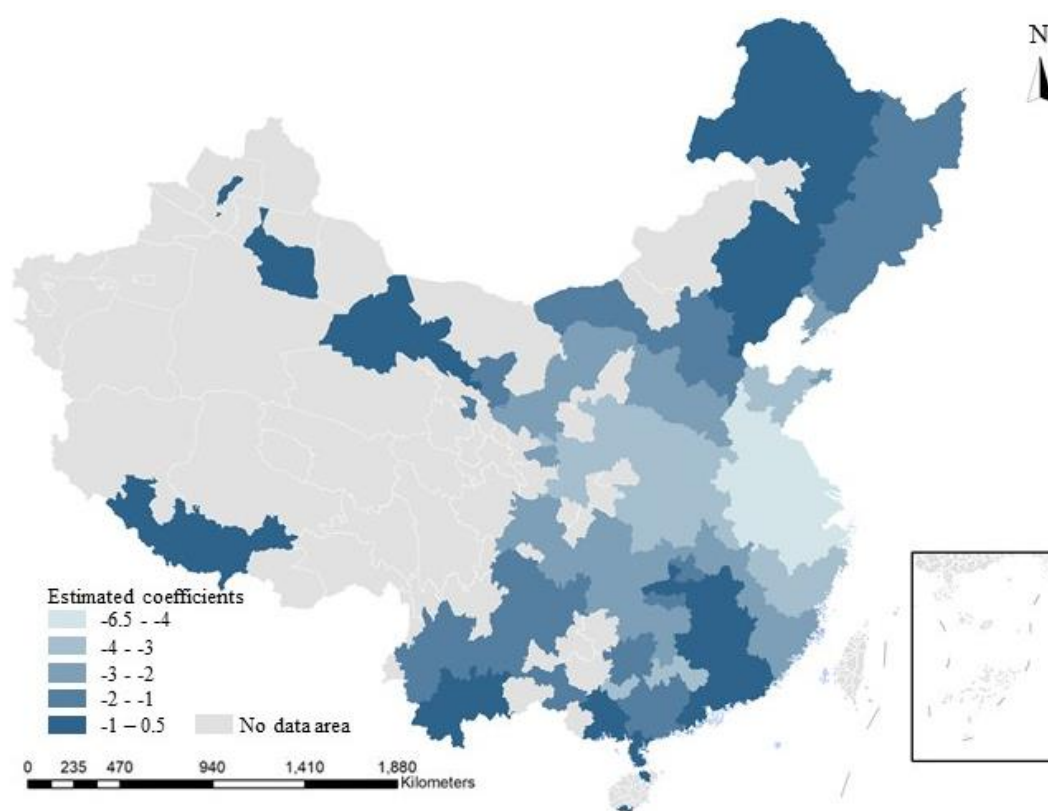 N
Estimated coefficients
-6.5 - -4
-4 - -3
-3 - -2
-2 - -1
-1 – 0.5
No data area
0 235 470 940 1,410 1,880
Kilometers